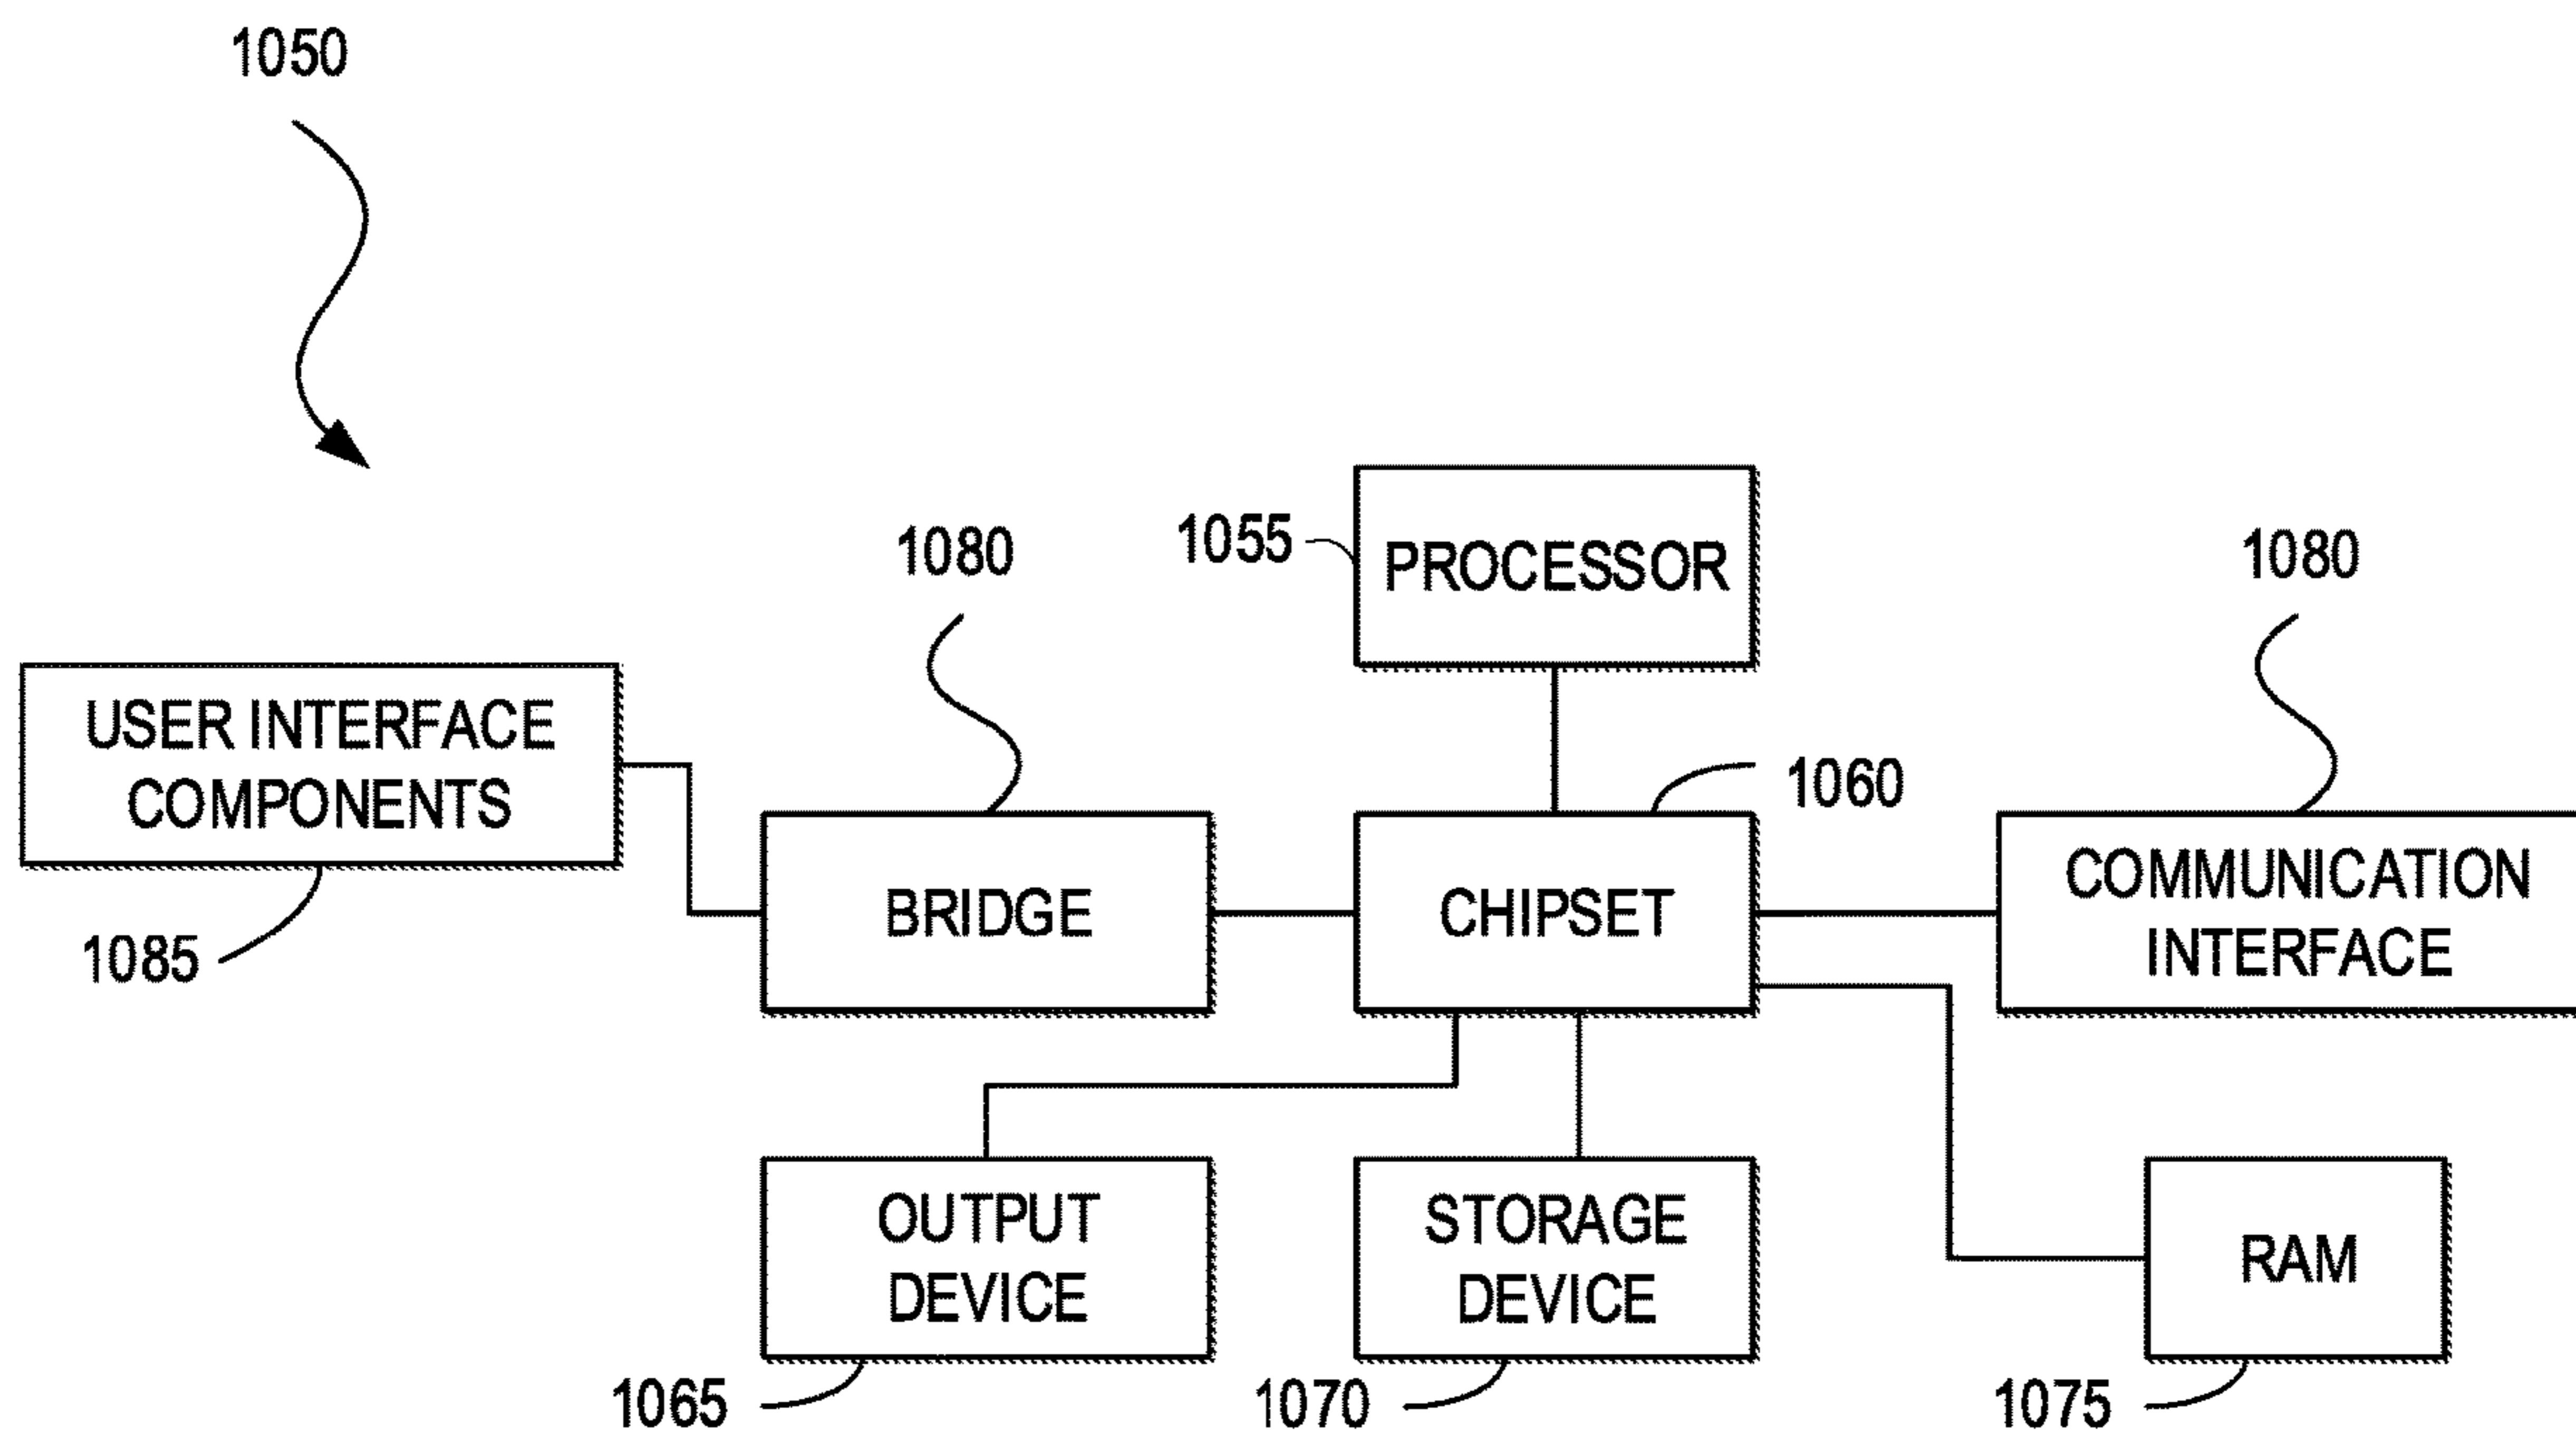 1050
1080
1055
PROCESSOR
1080
USER INTERFACE
COMPONENTS
1085
BRIDGE
CHIPSET
1060
COMMUNICATION
INTERFACE
OUTPUT
DEVICE
1065
STORAGE
DEVICE
1070
RAM
1075